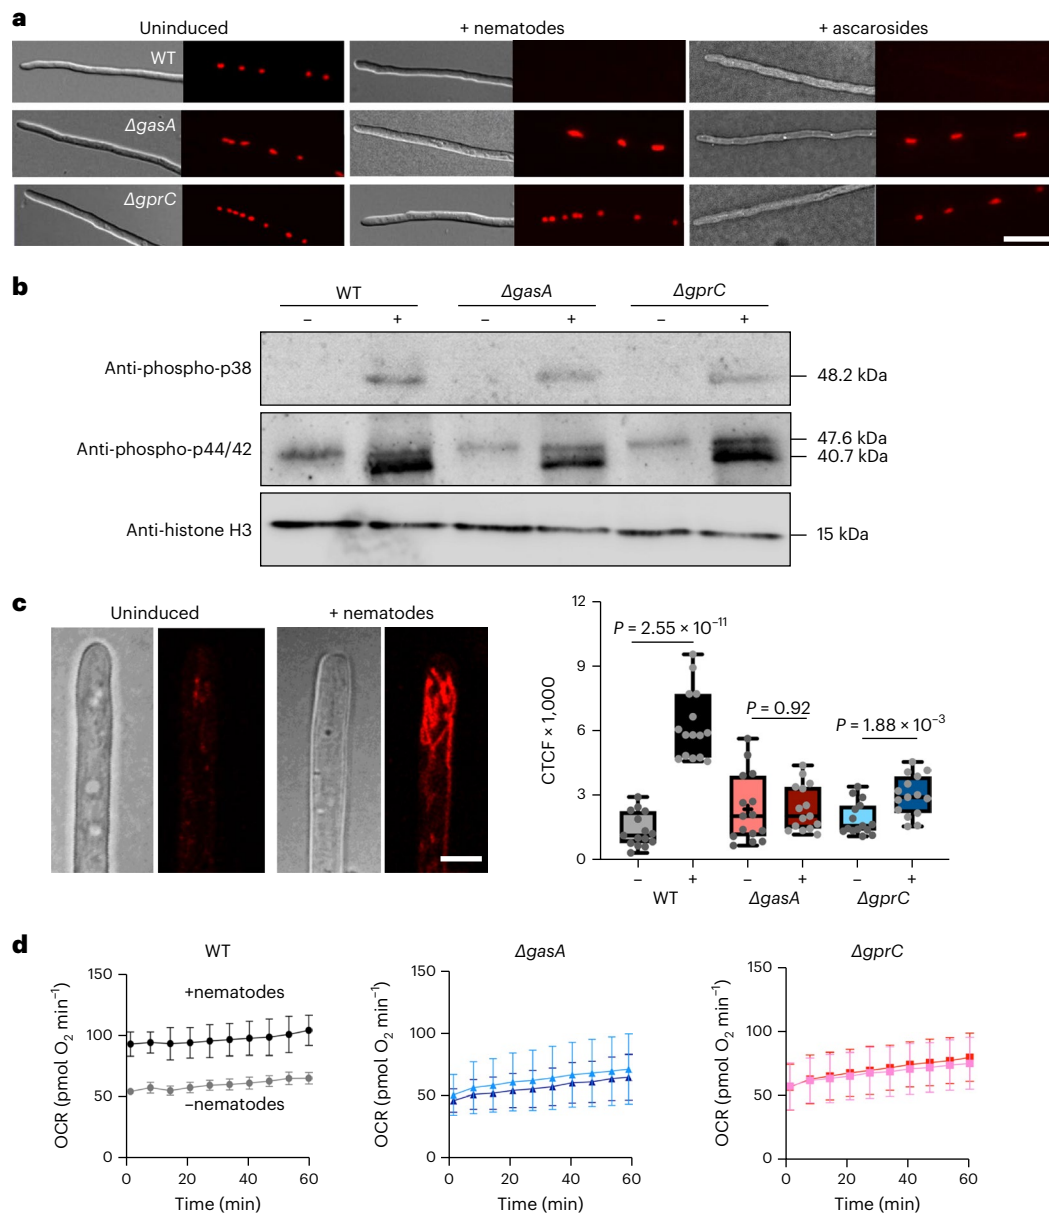 a
Uninduced
+ nematodes
+ ascarosides
WT
ΔgasA
ΔgprC
b
WT
ΔgasA
ΔgprC
– + – + – +
Anti-phospho-p38
48.2 kDa
Anti-phospho-p44/42
47.6 kDa
40.7 kDa
Anti-histone H3
15 kDa
c
Uninduced
+ nematodes
CTCF × 1,000
12
9
6
3
0
P = 2.55 × 10⁻¹¹
P = 0.92
P = 1.88 × 10⁻³
– + – + – +
WT
ΔgasA
ΔgprC
d
WT
OCR (pmol O₂ min⁻¹)
150
100
50
0
+nematodes
–nematodes
0 20 40 60
Time (min)
ΔgasA
OCR (pmol O₂ min⁻¹)
150
100
50
0
0 20 40 60
Time (min)
ΔgprC
OCR (pmol O₂ min⁻¹)
150
100
50
0
0 20 40 60
Time (min)